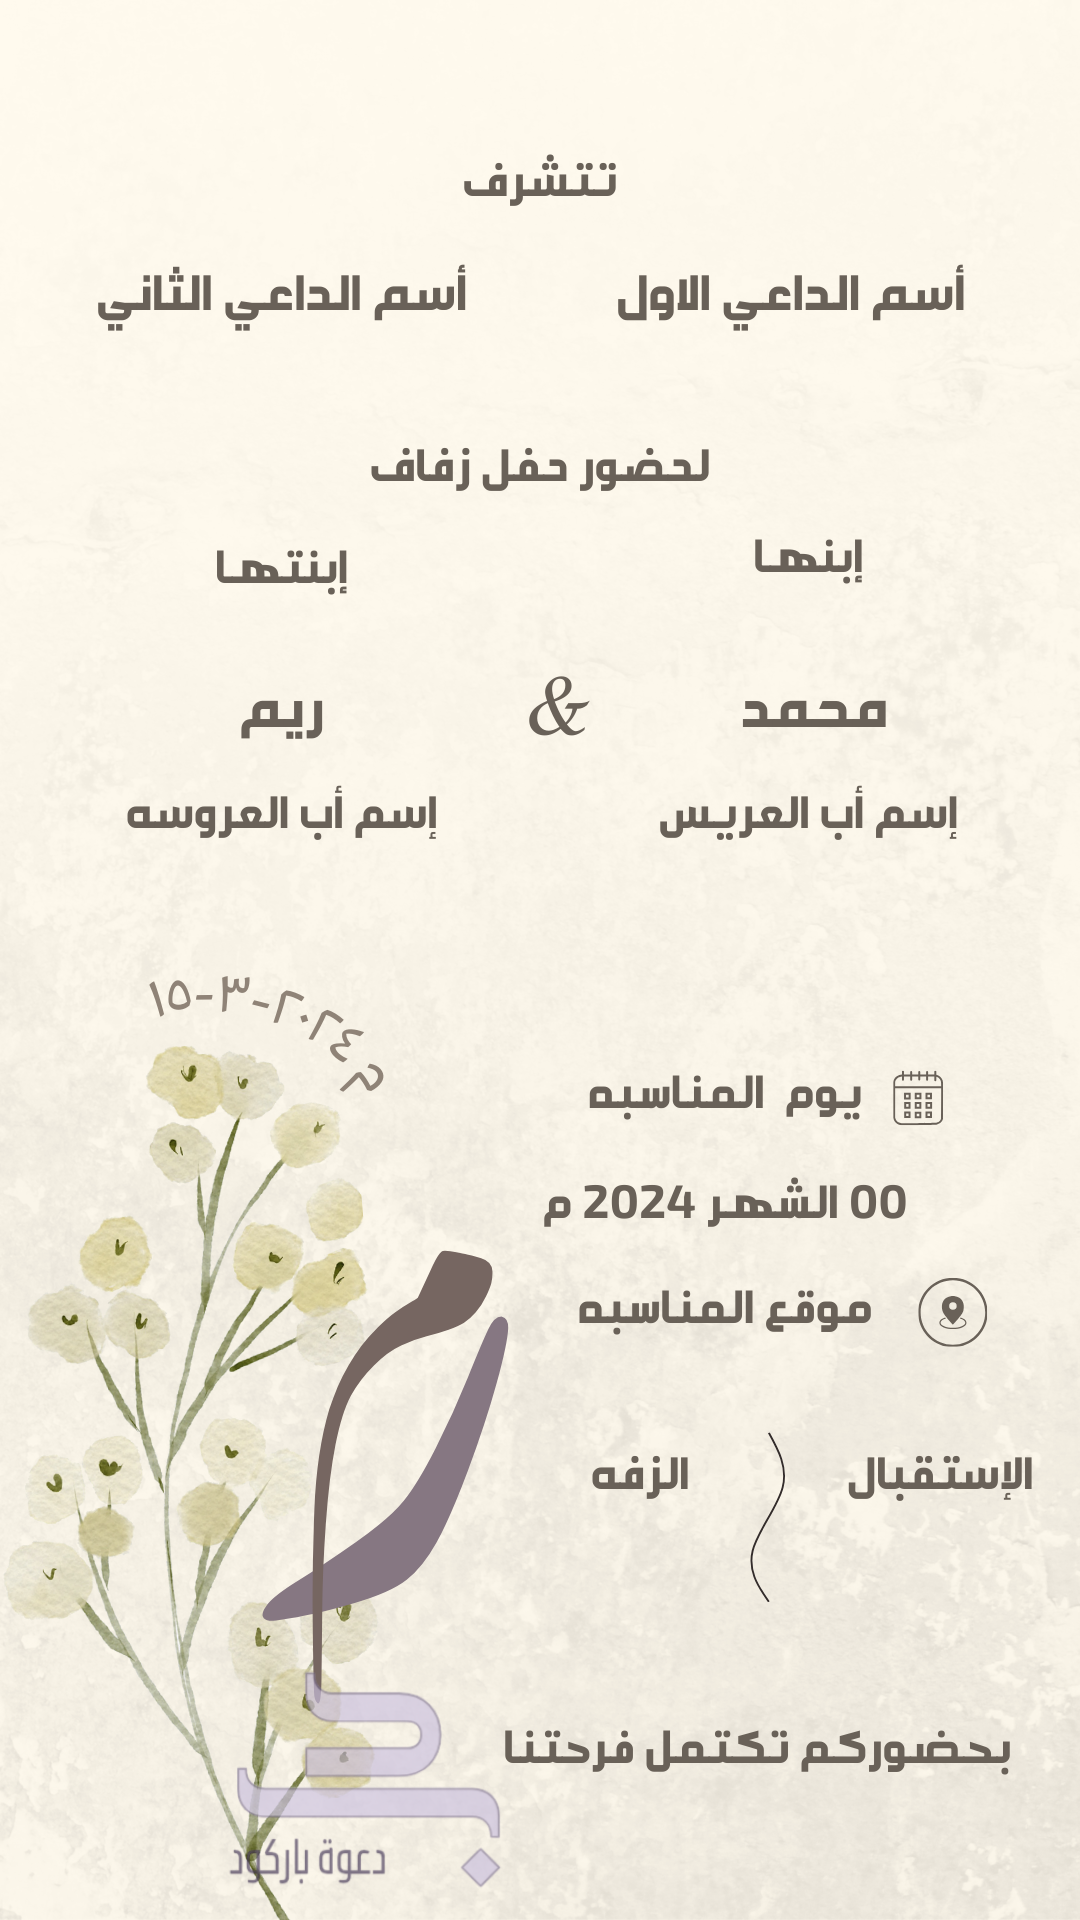 تتشرف
أسم الداعي الاول
أسم الداعي الثاني
لحضور حفل زفاف
إبنها
إبنتها
محمد & ريم
إسم أب العريس
إسم أب العروسه
١٥-٣-٢٠٢٤ م
يوم المناسبه
00 الشهر 2024 م
موقع المناسبه
الإستقبال
الزفه
بحضوركم تكتمل فرحتنا
دعوة باركود